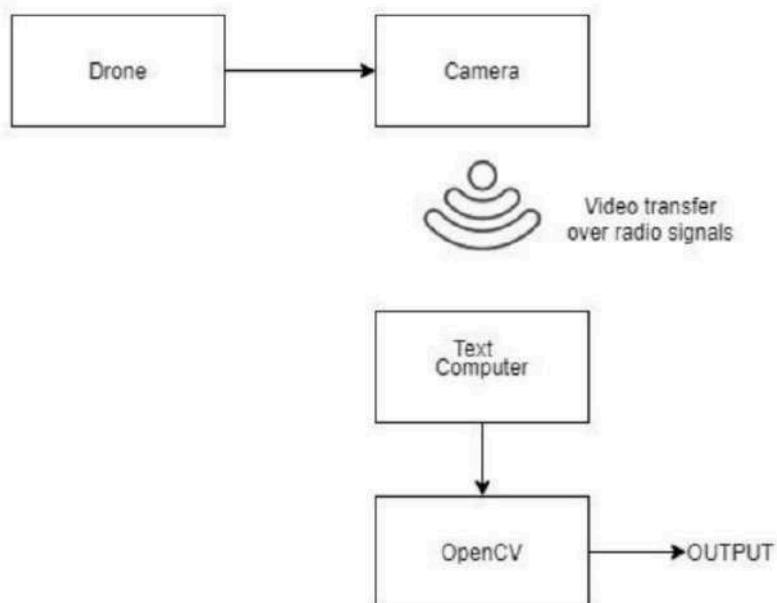 Drone
Camera
Video transfer
over radio signals
Text
Computer
OpenCV
OUTPUT